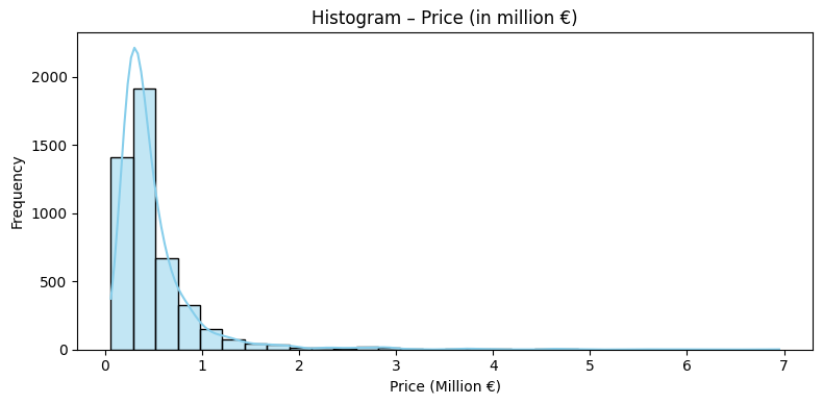 Histogram – Price (in million €)
2000
1500
1000
500
0
Frequency
0 1 2 3 4 5 6 7
Price (Million €)